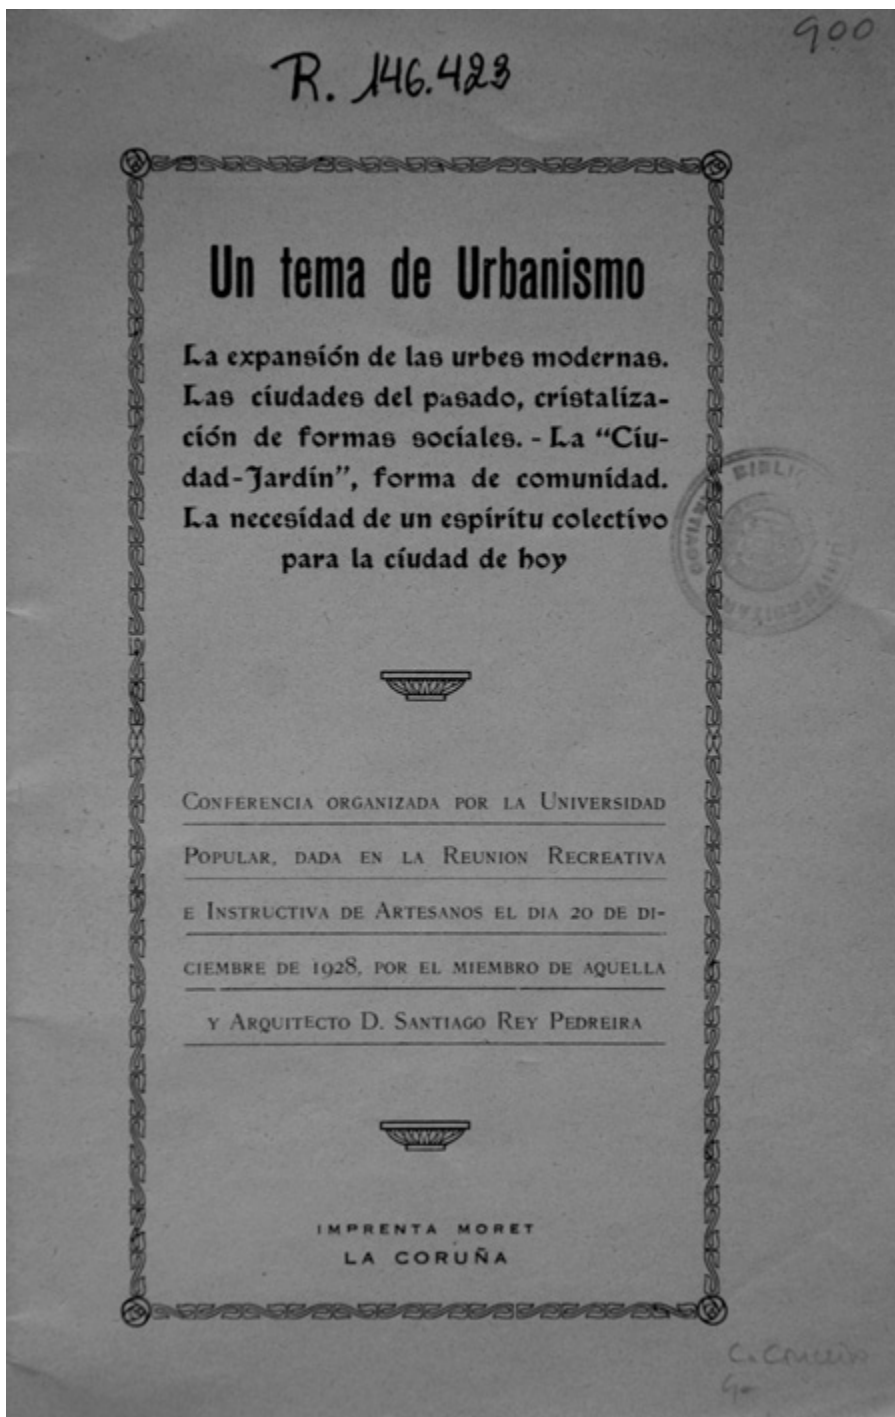 900
R. 146.423
Un tema de Urbanismo
La expansión de las urbes modernas.
Las ciudades del pasado, cristaliza-
ción de formas sociales. - La “Ciu-
dad-Jardín”, forma de comunidad.
La necesidad de un espíritu colectivo
para la ciudad de hoy
CONFERENCIA ORGANIZADA POR LA UNIVERSIDAD
POPULAR, DADA EN LA REUNION RECREATIVA
E INSTRUCTIVA DE ARTESANOS EL DIA 20 DE DI-
CIEMBRE DE 1928, POR EL MIEMBRO DE AQUELLA
Y ARQUITECTO D. SANTIAGO REY PEDREIRA
IMPRENTA MORET
LA CORUÑA